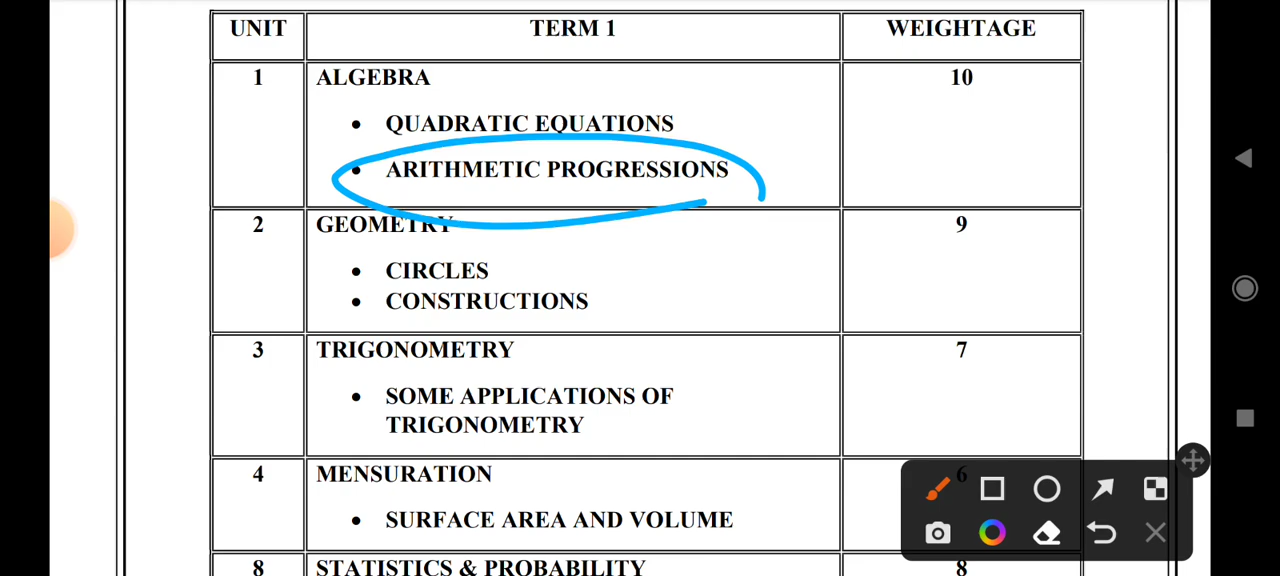 UNIT TERM 1 WEIGHTAGE
1 ALGEBRA 10
• QUADRATIC EQUATIONS
• ARITHMETIC PROGRESSIONS
2 GEOMETRY 9
• CIRCLES
• CONSTRUCTIONS
3 TRIGONOMETRY 7
• SOME APPLICATIONS OF
TRIGONOMETRY
4 MENSURATION 6
• SURFACE AREA AND VOLUME
8 STATISTICS & PROBABILITY 8